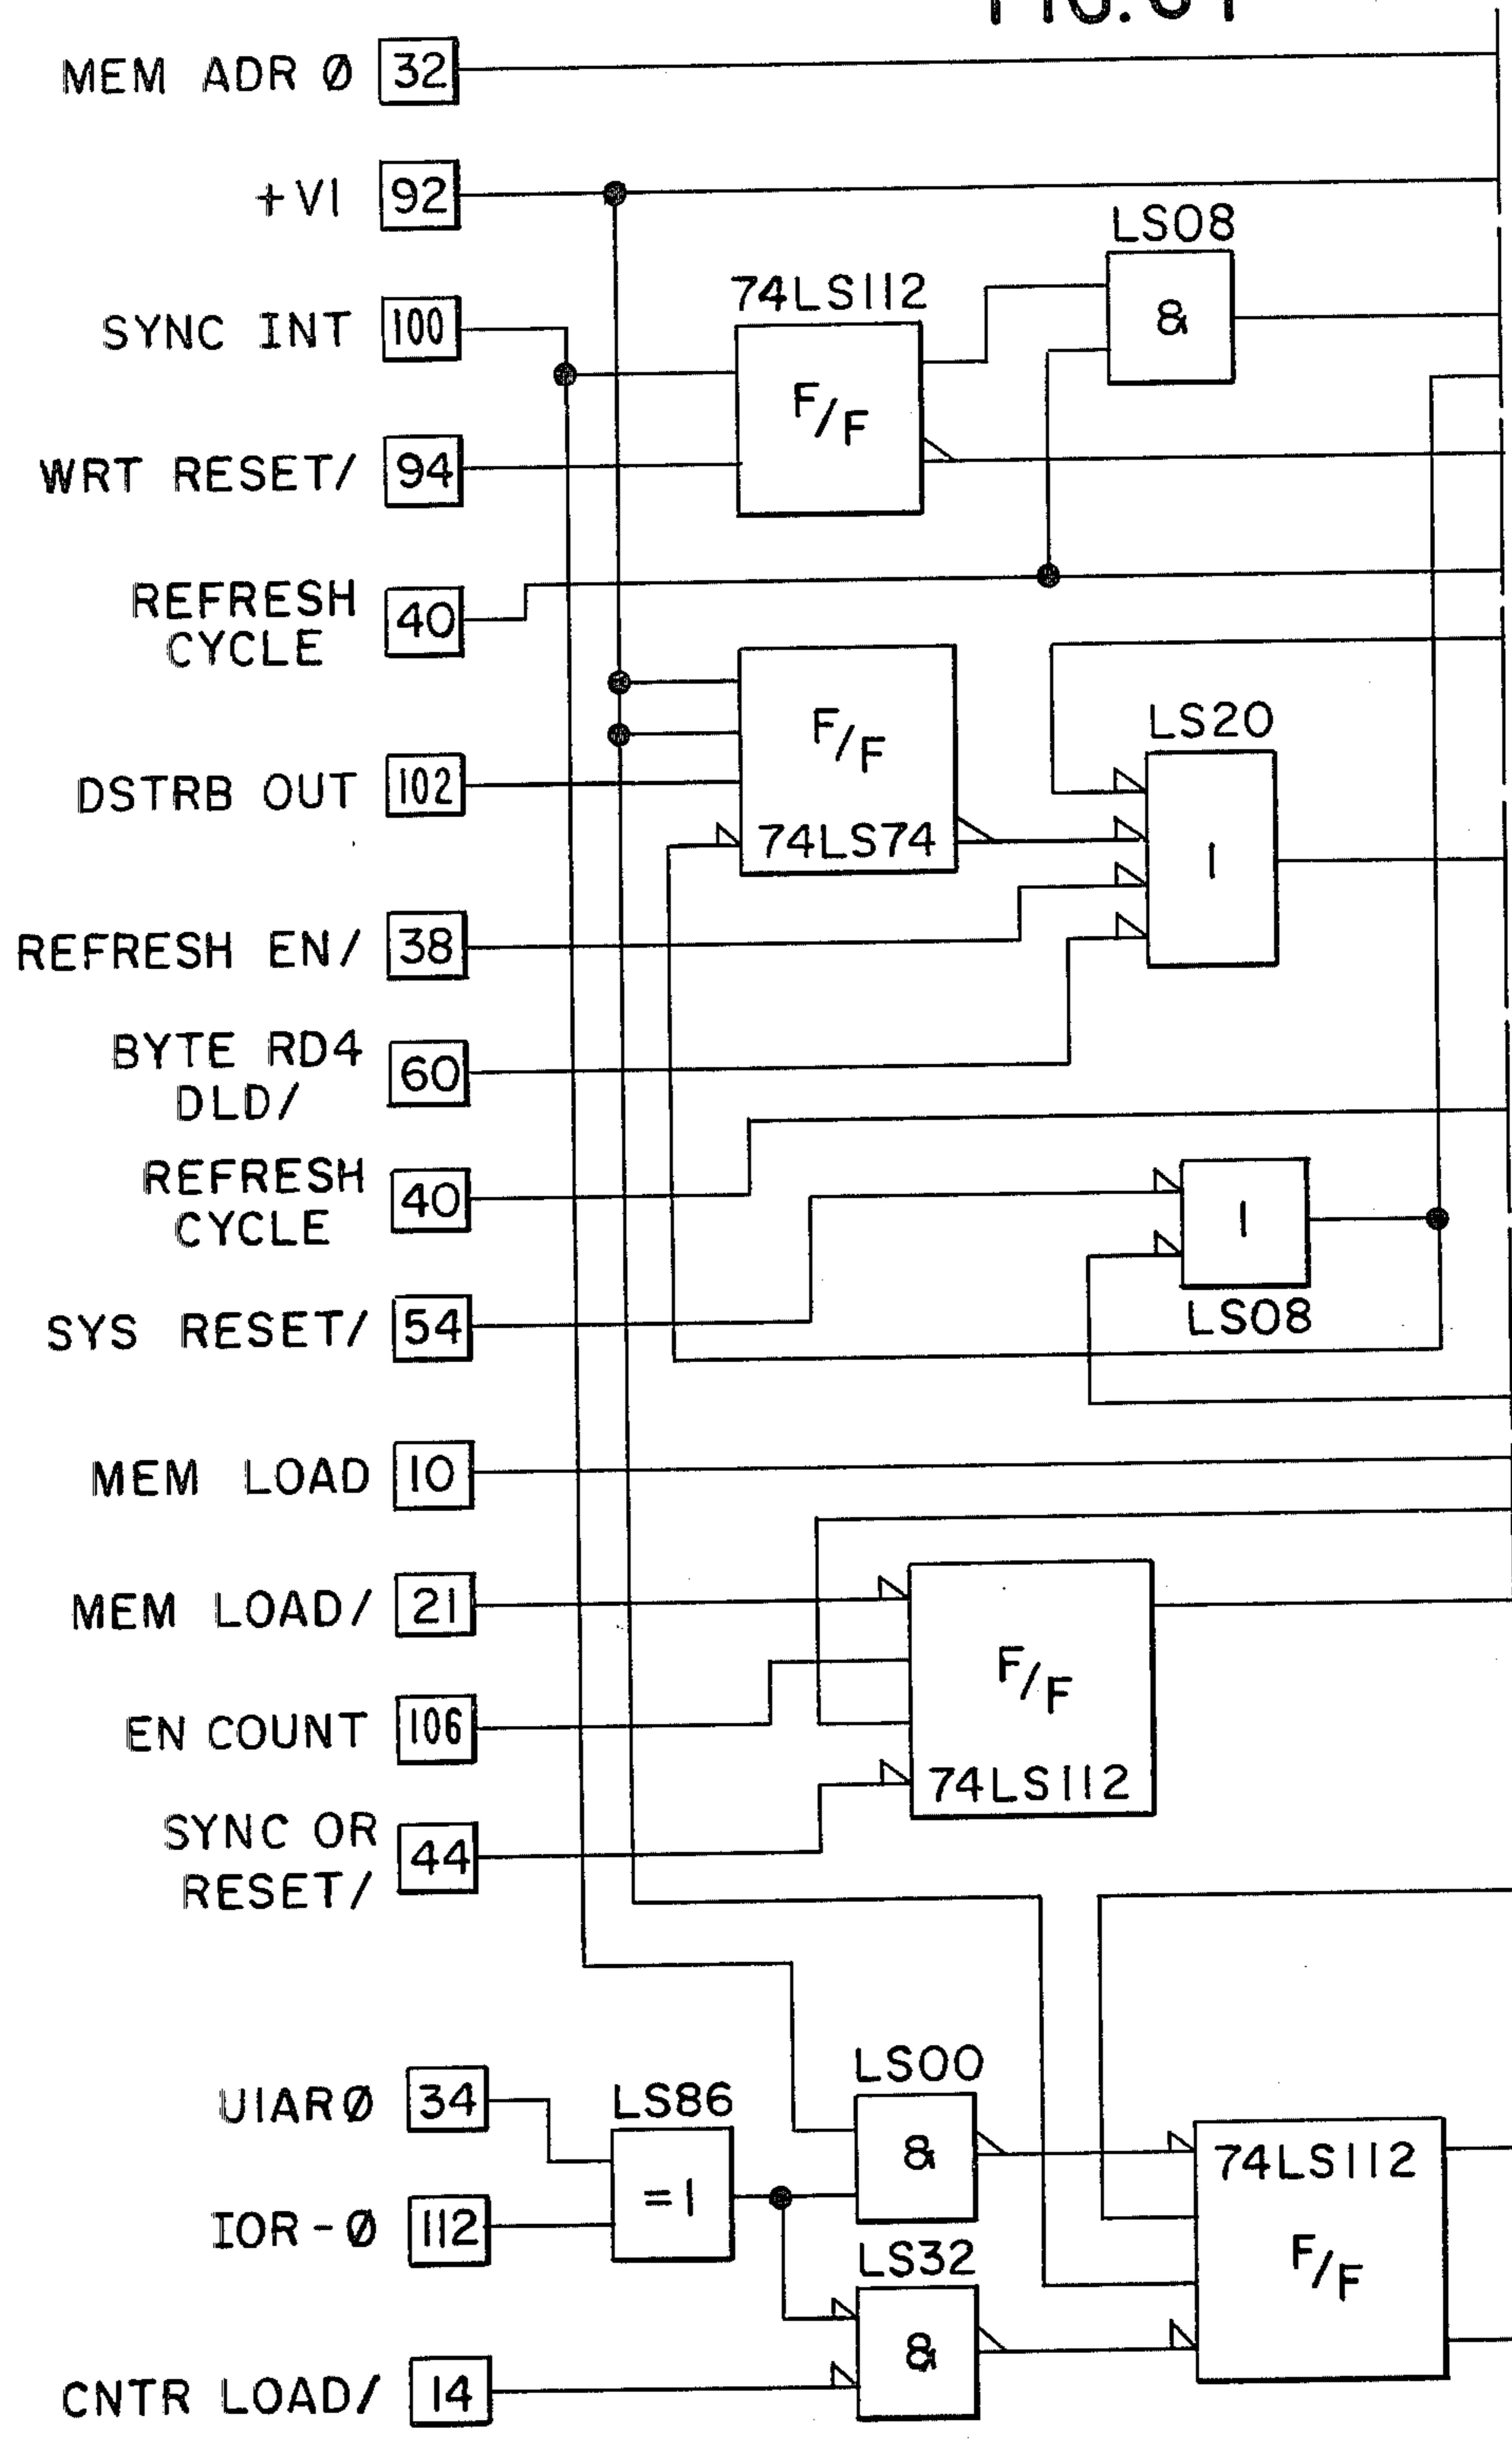 MEM ADR Ø 32
+VI 92
LS08
&
SYNC INT 100
74LS112
F/F
WRT RESET/ 94
REFRESH
CYCLE 40
F/F
74LS74
LS20
I
DSTRB OUT 102
REFRESH EN/ 38
BYTE RD4
DLD/ 60
REFRESH
CYCLE 40
I
LS08
SYS RESET/ 54
MEM LOAD 10
MEM LOAD/ 21
F/F
74LS112
EN COUNT 106
SYNC OR
RESET/ 44
UIARØ 34
LS86
=1
LS00
&
74LS112
F/F
IOR-Ø 112
LS32
&
CNTR LOAD/ 14